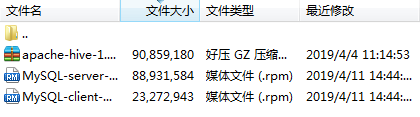 文件名 文件大小 文件类型 最近修改
..
apache-hive-1.... 90,859,180 好压 GZ 压缩... 2019/4/4 11:14:53
MySQL-server-... 88,931,584 媒体文件 (.rpm) 2019/4/11 14:44:...
MySQL-client-... 23,272,943 媒体文件 (.rpm) 2019/4/11 14:44:...